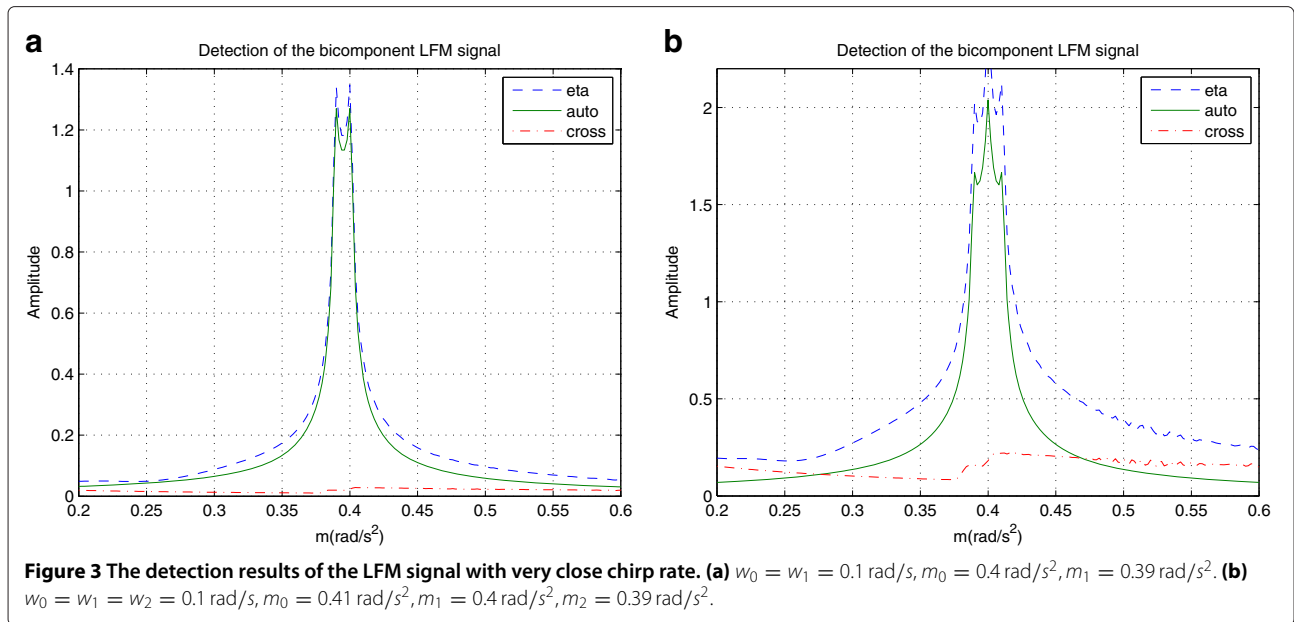 a
Detection of the bicomponent LFM signal
1.4
1.2
1
0.8
0.6
0.4
0.2
0
Amplitude
eta
auto
cross
0.2 0.25 0.3 0.35 0.4 0.45 0.5 0.55 0.6
m(rad/s²)
b
Detection of the bicomponent LFM signal
2
1.5
1
0.5
0
Amplitude
eta
auto
cross
0.2 0.25 0.3 0.35 0.4 0.45 0.5 0.55 0.6
m(rad/s²)
Figure 3 The detection results of the LFM signal with very close chirp rate. (a) w₀ = w₁ = 0.1 rad/s, m₀ = 0.4 rad/s², m₁ = 0.39 rad/s². (b)
w₀ = w₁ = w₂ = 0.1 rad/s, m₀ = 0.41 rad/s², m₁ = 0.4 rad/s², m₂ = 0.39 rad/s².